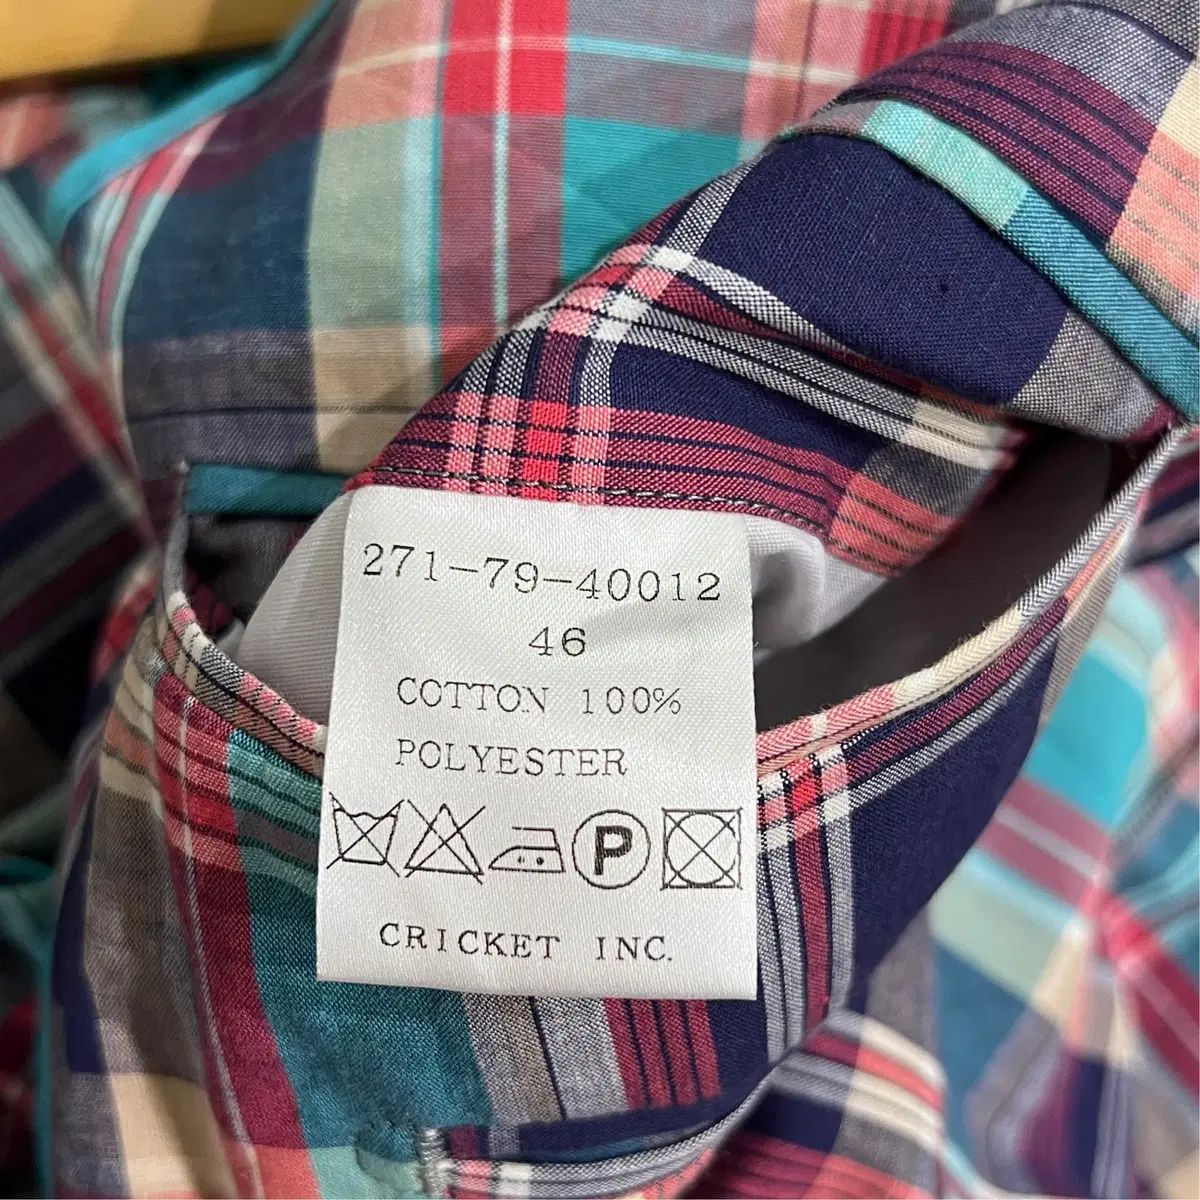 271-79-40012
46
COTTON 100%
POLYESTER
P
CRICKET INC.